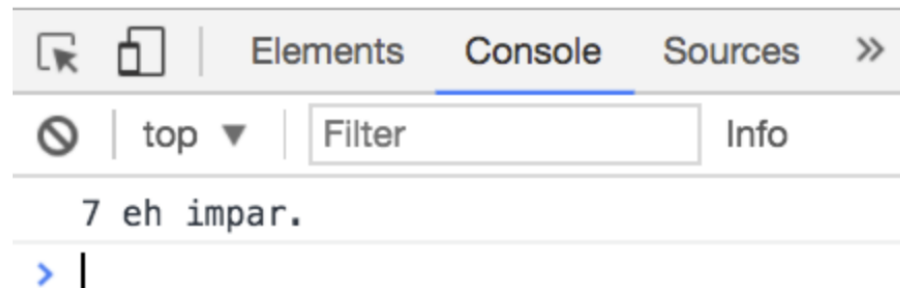 Elements Console Sources »
top ▼ Filter Info
7 eh impar.
>